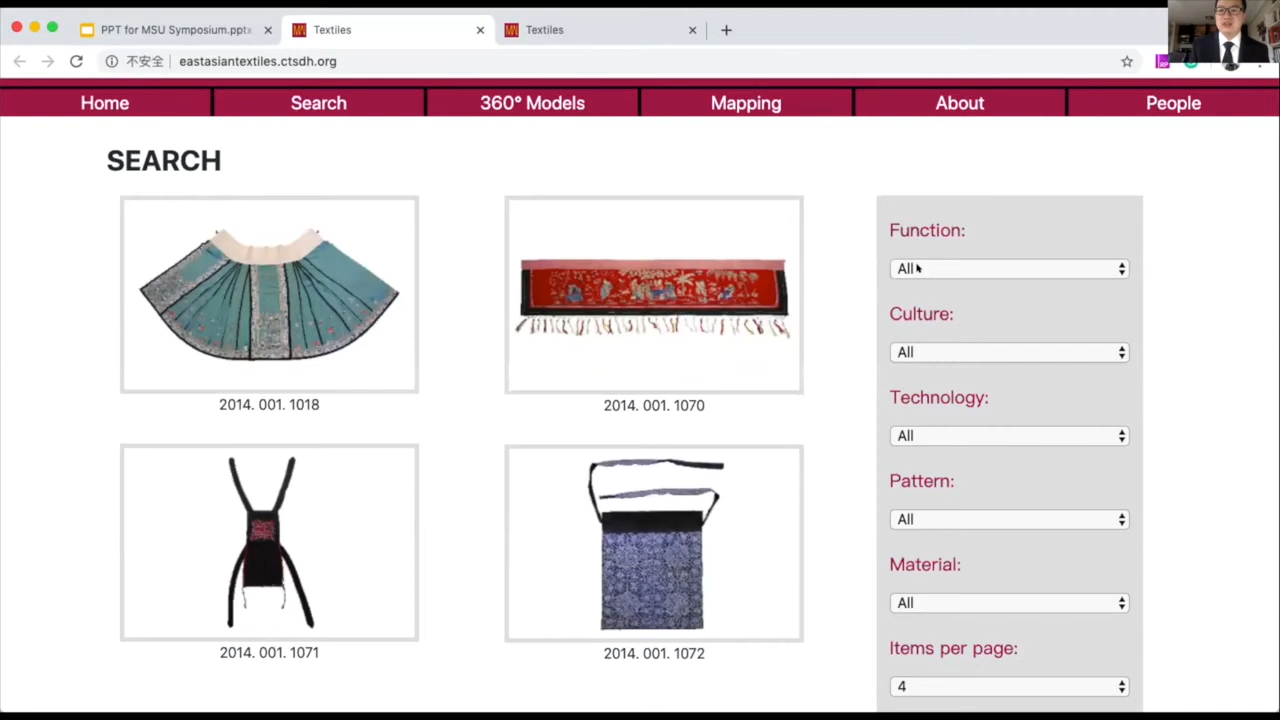 PPT for MSU Symposium.pptx
Textiles
Textiles
不安全
eastasiantextiles.ctsdh.org
Home
Search
360° Models
Mapping
About
People
SEARCH
2014. 001. 1018
2014. 001. 1070
2014. 001. 1071
2014. 001. 1072
Function:
All
Culture:
All
Technology:
All
Pattern:
All
Material:
All
Items per page:
4